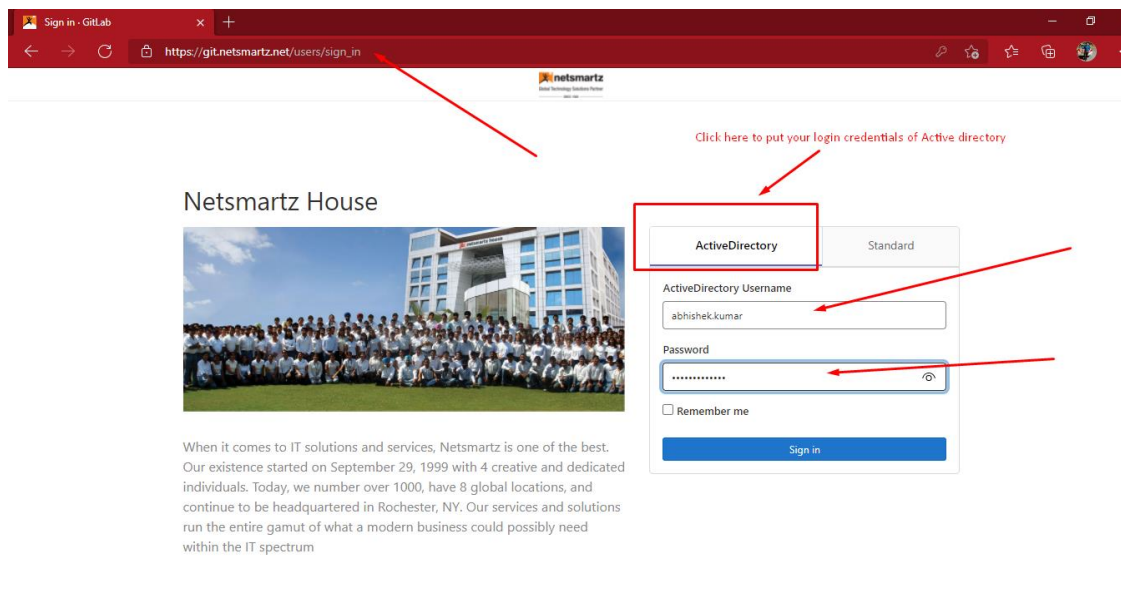 Sign in · GitLab
https://git.netsmartz.net/users/sign_in
netsmartz
Global Technology Solutions Partner
Click here to put your login credentials of Active directory
Netsmartz House
ActiveDirectory
Standard
ActiveDirectory Username
abhishek.kumar
Password
Remember me
Sign in
When it comes to IT solutions and services, Netsmartz is one of the best.
Our existence started on September 29, 1999 with 4 creative and dedicated
individuals. Today, we number over 1000, have 8 global locations, and
continue to be headquartered in Rochester, NY. Our services and solutions
run the entire gamut of what a modern business could possibly need
within the IT spectrum